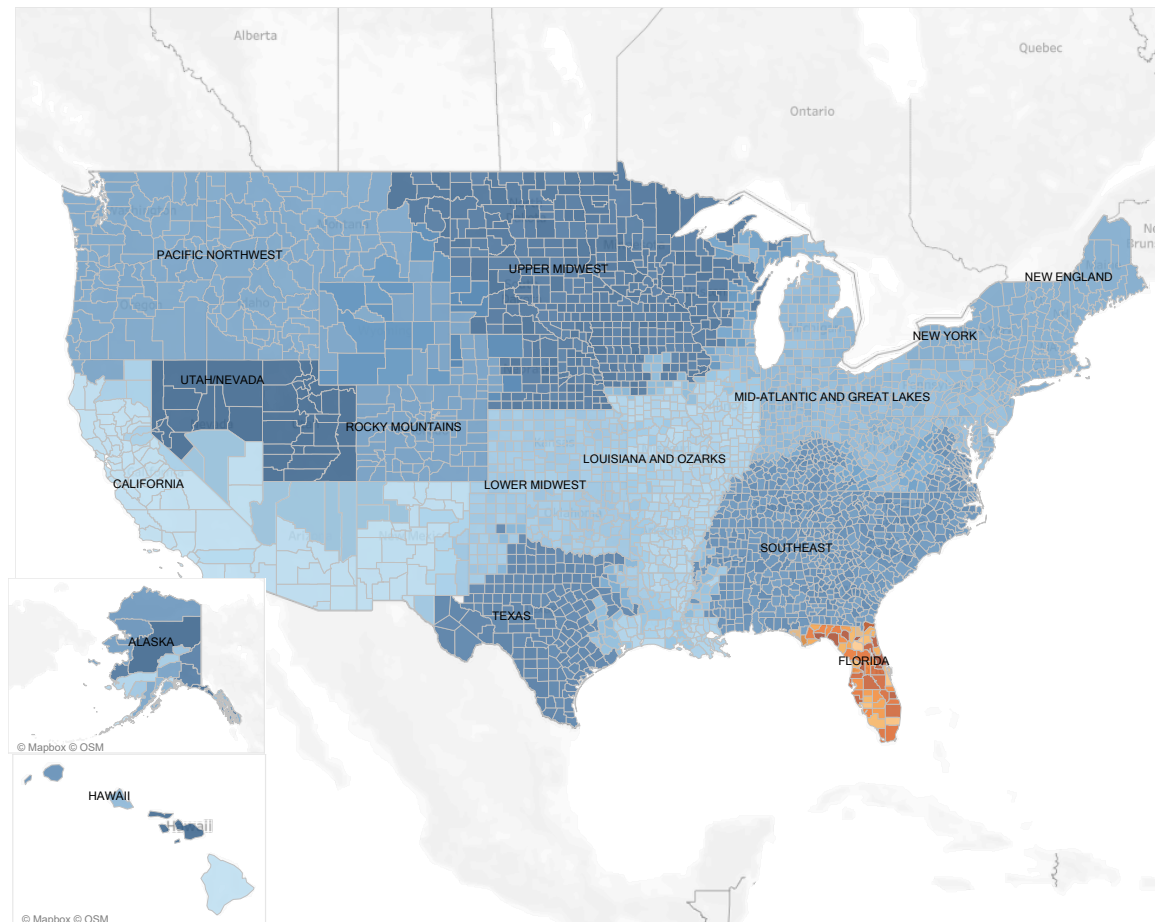 Alberta
Quebec
Ontario
PACIFIC NORTHWEST
UPPER MIDWEST
NEW ENGLAND
NEW YORK
UTAH/NEVADA
MID-ATLANTIC AND GREAT LAKES
ROCKY MOUNTAINS
LOUISIANA AND OZARKS
CALIFORNIA
LOWER MIDWEST
Oklahoma
SOUTHEAST
TEXAS
ALASKA
FLORIDA
© Mapbox © OSM
HAWAII
© Mapbox © OSM